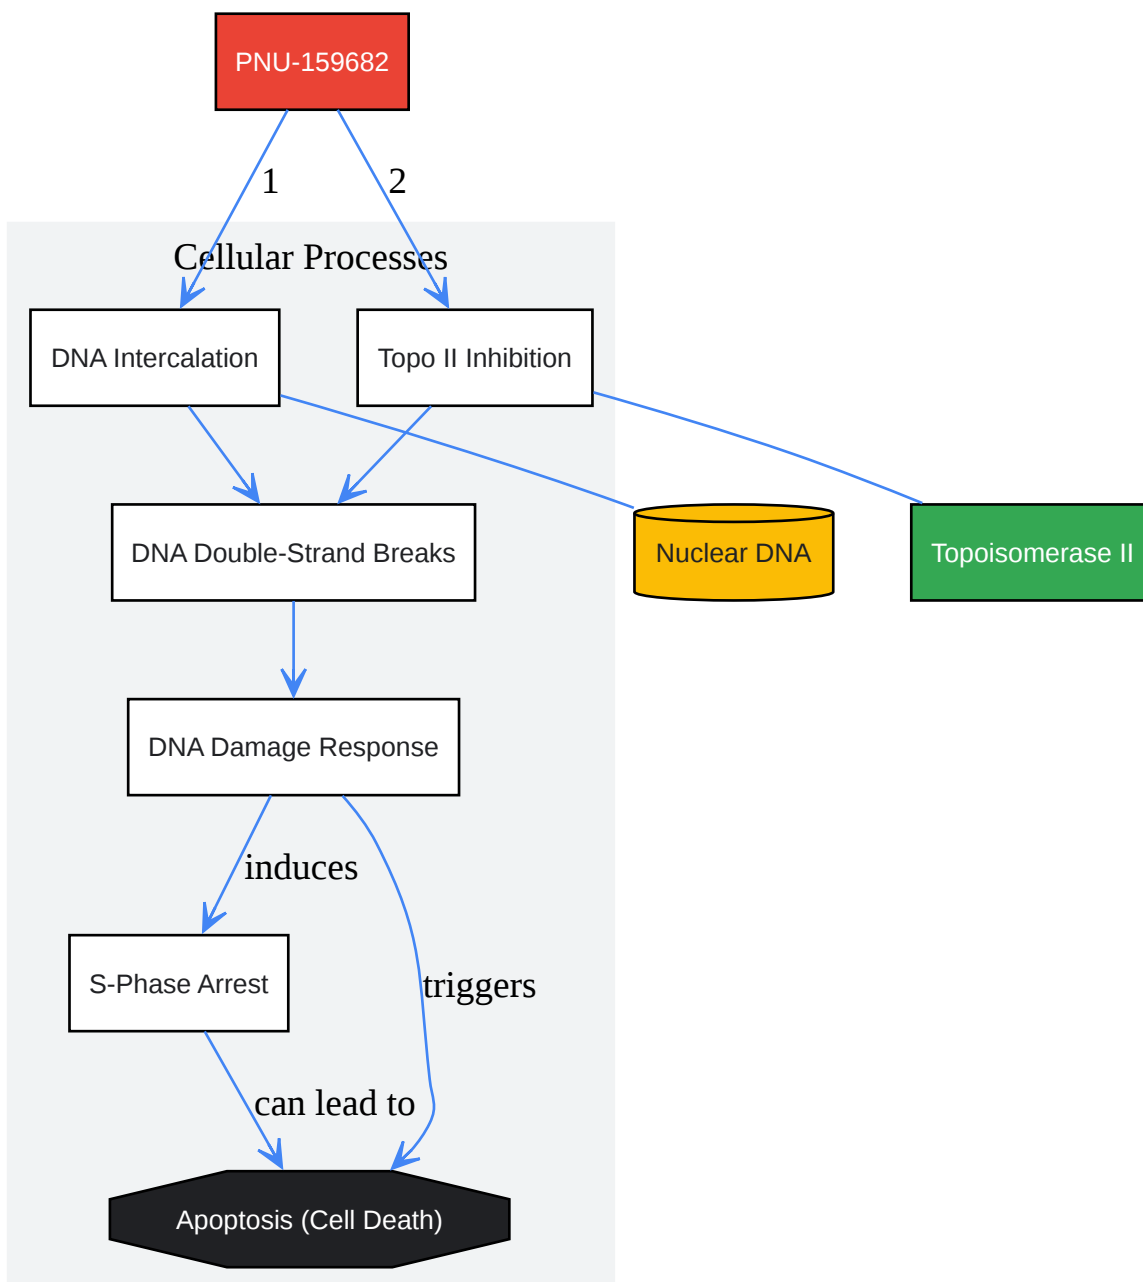 PNU-159682
1
2
Cellular Processes
DNA Intercalation
Topo II Inhibition
DNA Double-Strand Breaks
Nuclear DNA
Topoisomerase II
DNA Damage Response
induces
S-Phase Arrest
triggers
can lead to
Apoptosis (Cell Death)